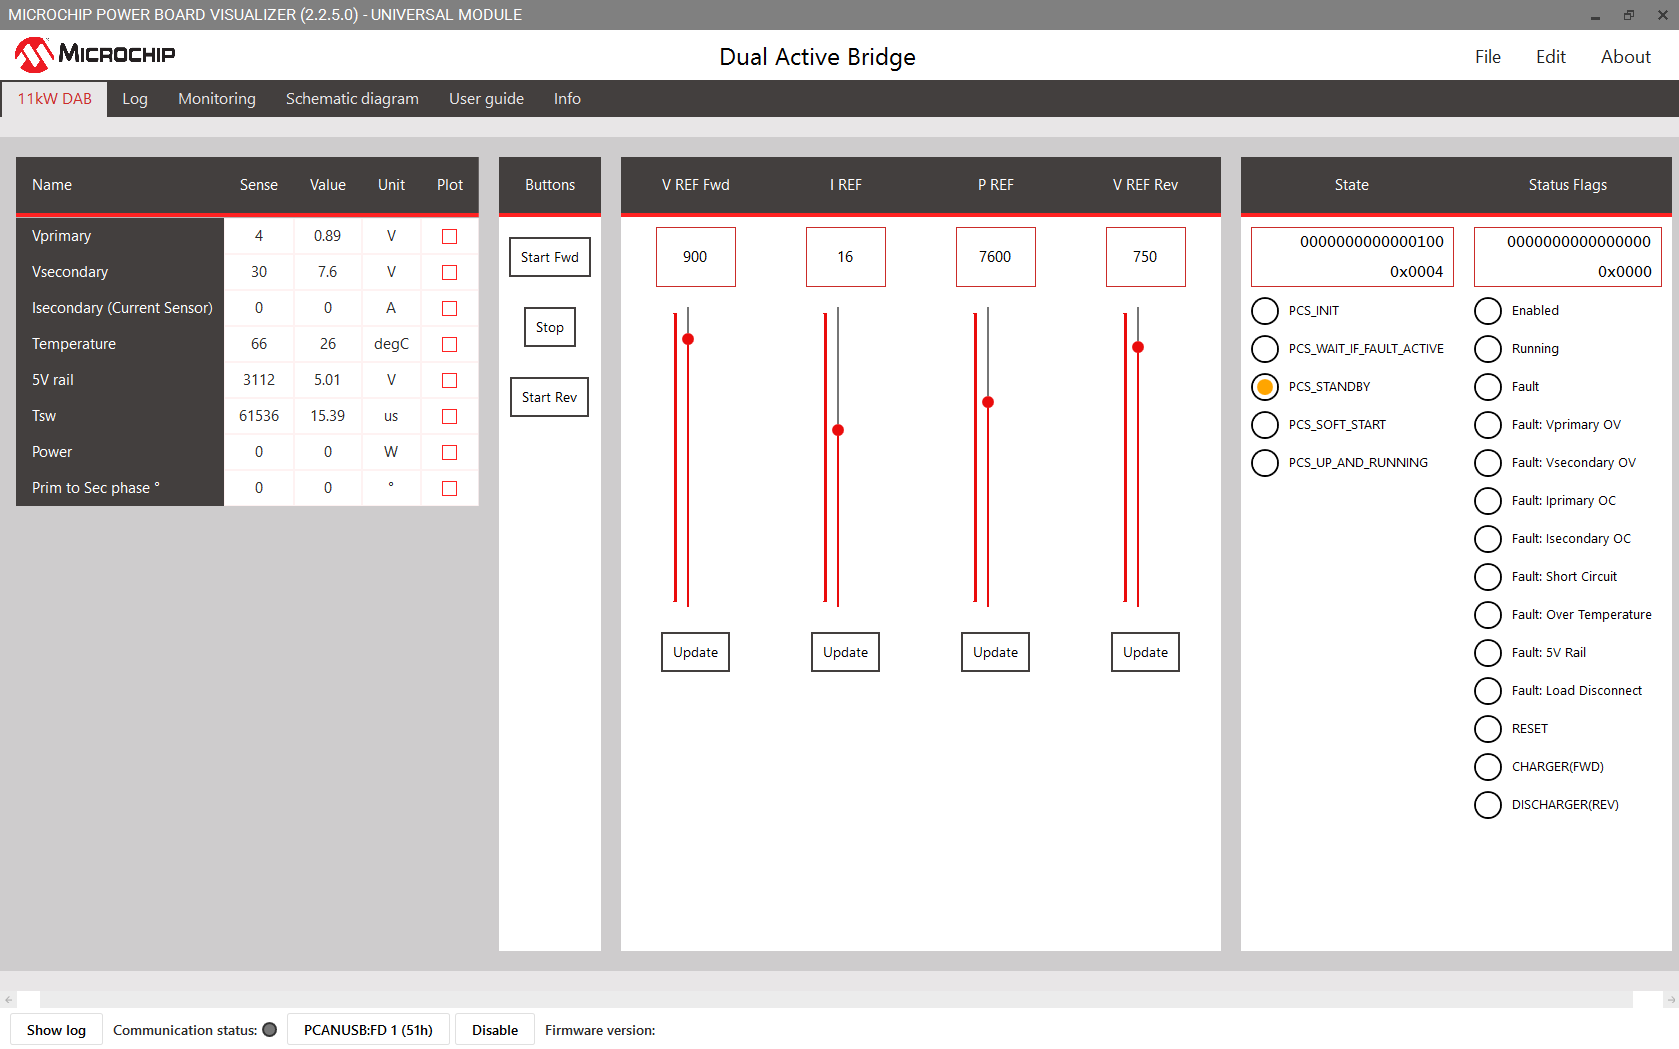 MICROCHIP POWER BOARD VISUALIZER (2.2.5.0) - UNIVERSAL MODULE
MICROCHIP
Dual Active Bridge
File Edit About
11kW DAB Log Monitoring Schematic diagram User guide Info
Name Sense Value Unit Plot
Vprimary 4 0.89 V
Vsecondary 30 7.6 V
Isecondary (Current Sensor) 0 0 A
Temperature 66 26 degC
5V rail 3112 5.01 V
Tsw 61536 15.39 us
Power 0 0 W
Prim to Sec phase ° 0 0 °
Buttons
Start Fwd
Stop
Start Rev
V REF Fwd I REF P REF V REF Rev
900 16 7600 750
Update Update Update Update
State
0000000000000100
0x0004
PCS_INIT
PCS_WAIT_IF_FAULT_ACTIVE
PCS_STANDBY
PCS_SOFT_START
PCS_UP_AND_RUNNING
Status Flags
0000000000000000
0x0000
Enabled
Running
Fault
Fault: Vprimary OV
Fault: Vsecondary OV
Fault: Iprimary OC
Fault: Isecondary OC
Fault: Short Circuit
Fault: Over Temperature
Fault: 5V Rail
Fault: Load Disconnect
RESET
CHARGER(FWD)
DISCHARGER(REV)
Show log Communication status: PCANUSB:FD 1 (51h) Disable Firmware version: